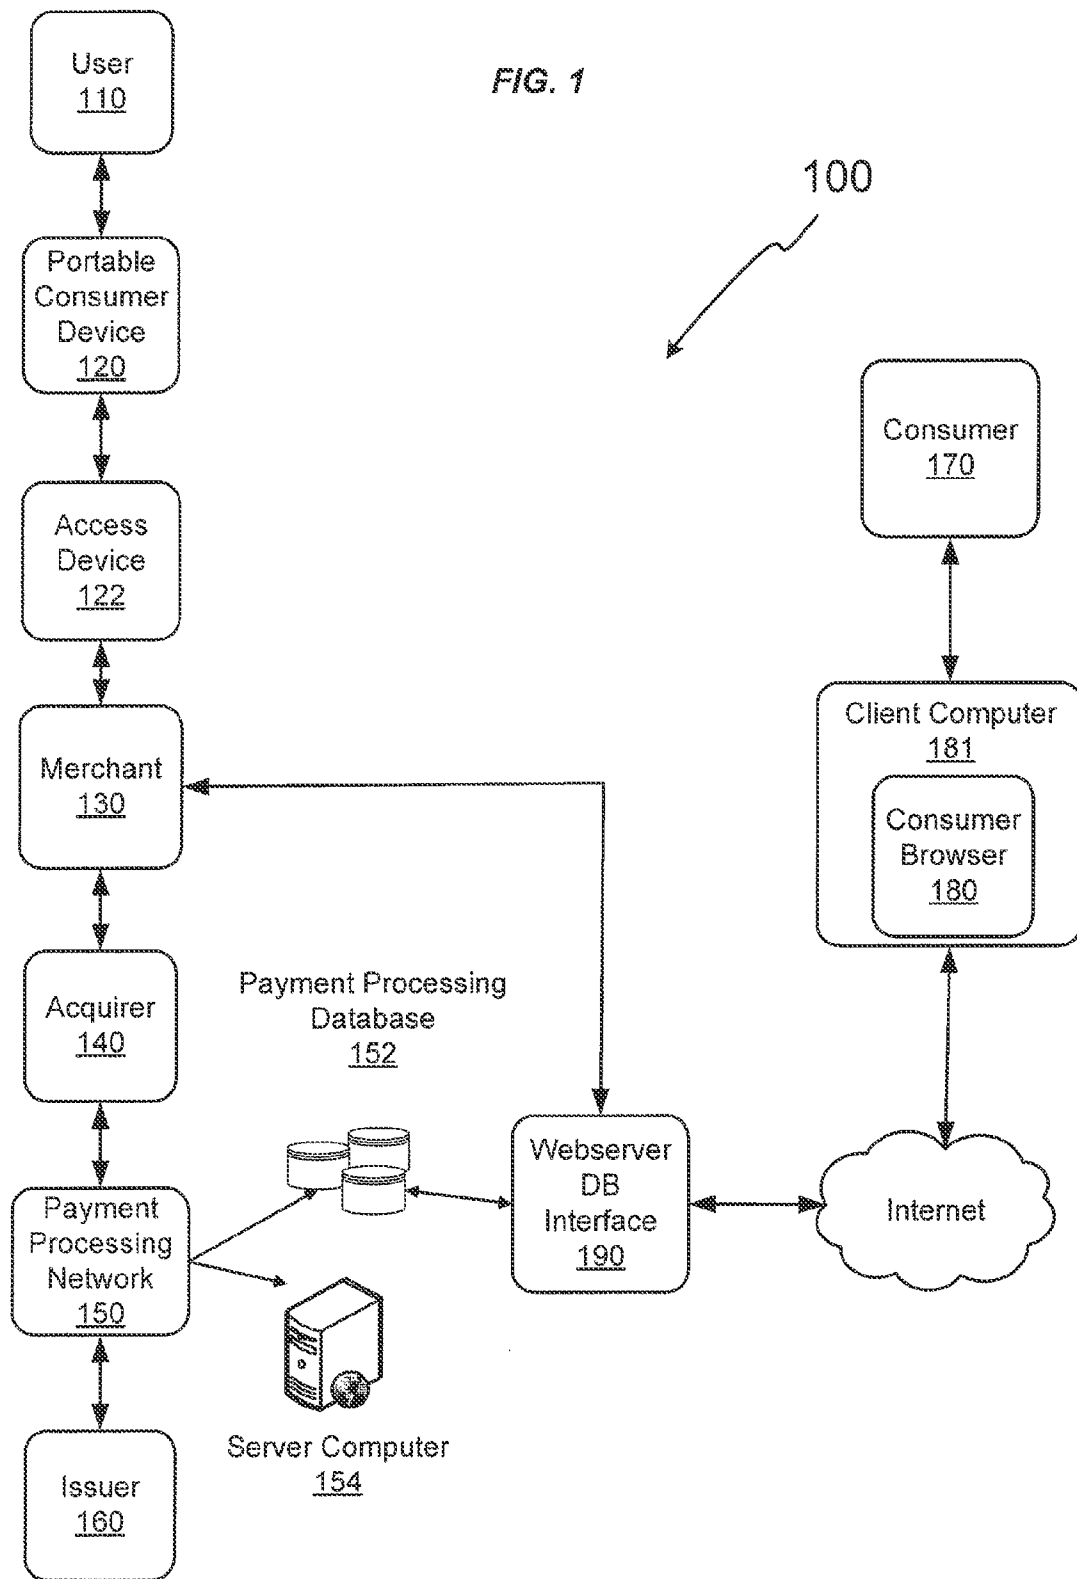 User
110
FIG. 1
100
Portable
Consumer
Device
120
Consumer
170
Access
Device
122
Client Computer
181
Merchant
130
Consumer
Browser
180
Acquirer
140
Payment Processing
Database
152
Webserver
DB
Interface
190
Internet
Payment
Processing
Network
150
Server Computer
154
Issuer
160